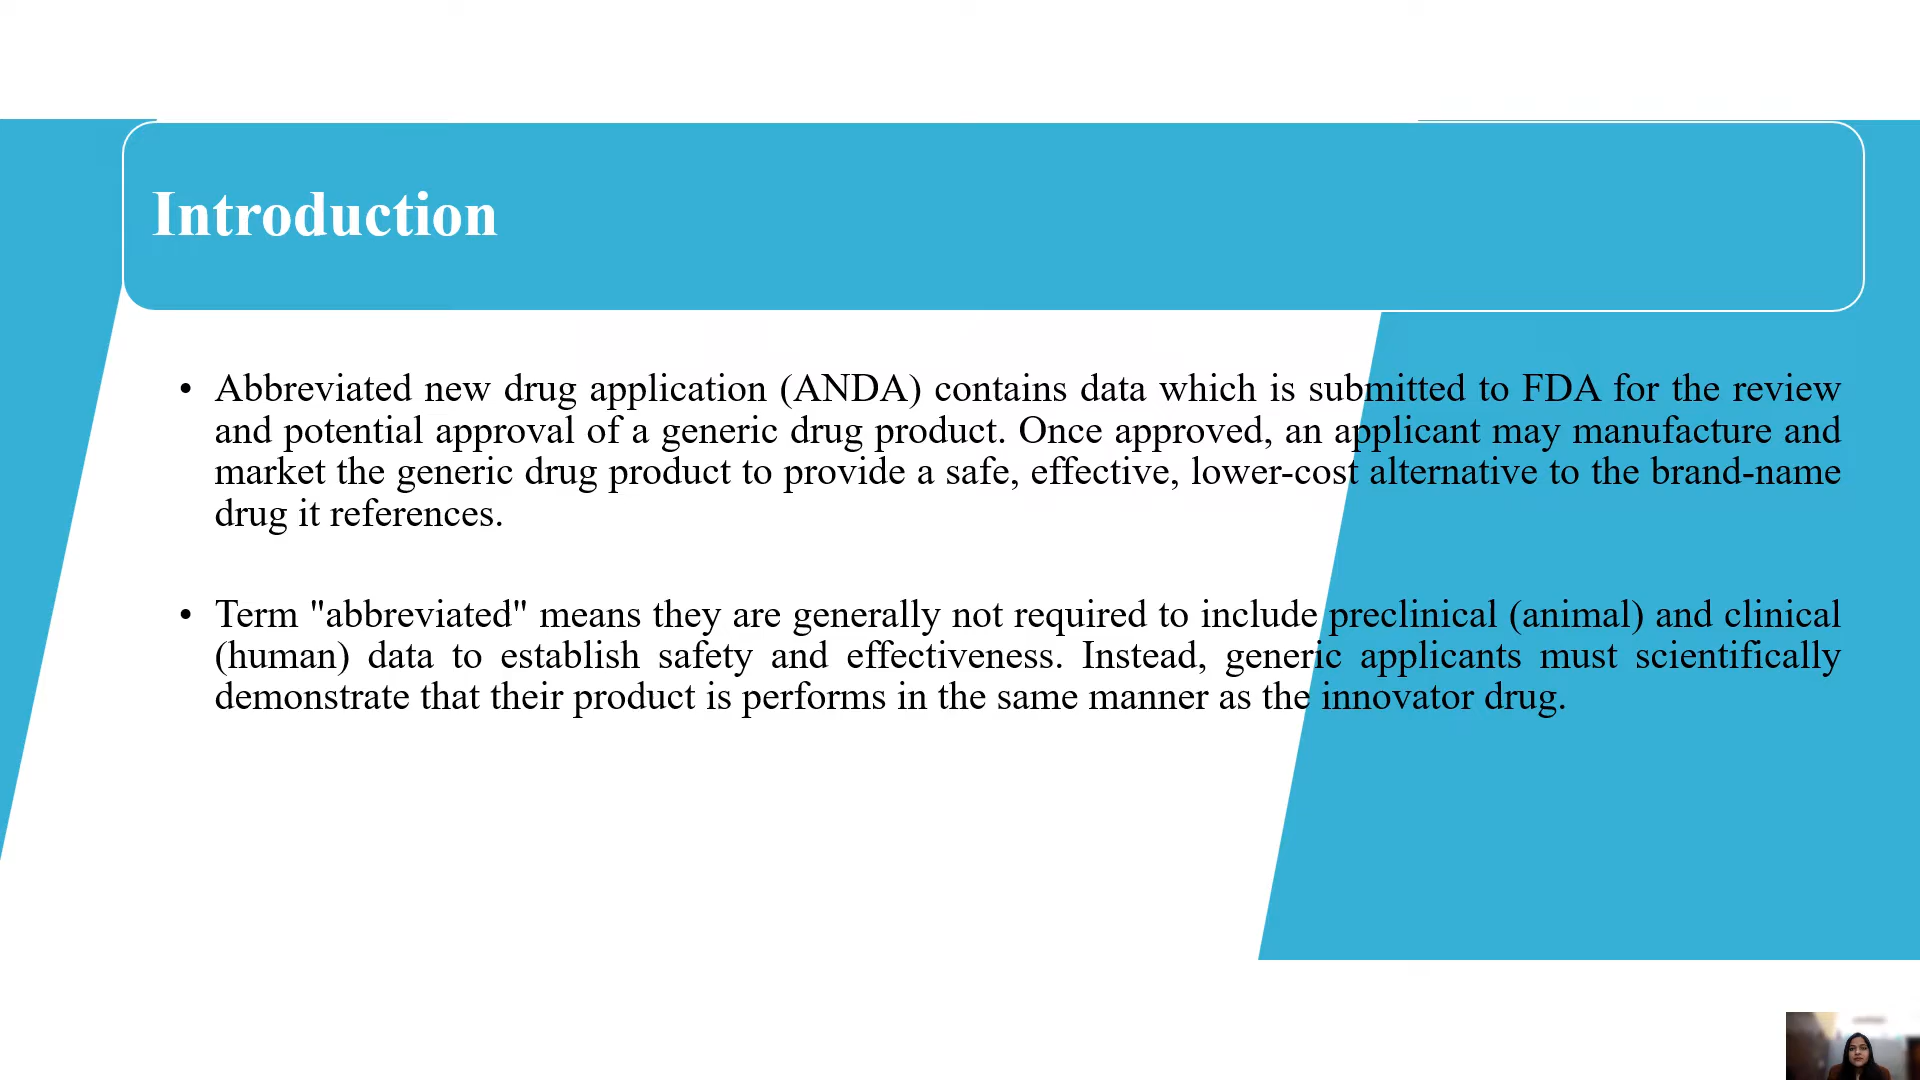 Introduction
• Abbreviated new drug application (ANDA) contains data which is submitted to FDA for the review
and potential approval of a generic drug product. Once approved, an applicant may manufacture and
market the generic drug product to provide a safe, effective, lower-cost alternative to the brand-name
drug it references.
• Term "abbreviated" means they are generally not required to include preclinical (animal) and clinical
(human) data to establish safety and effectiveness. Instead, generic applicants must scientifically
demonstrate that their product is performs in the same manner as the innovator drug.